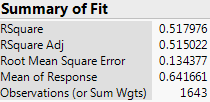 Summary of Fit
RSquare 0.517976
RSquare Adj 0.515022
Root Mean Square Error 0.134377
Mean of Response 0.641661
Observations (or Sum Wgts) 1643